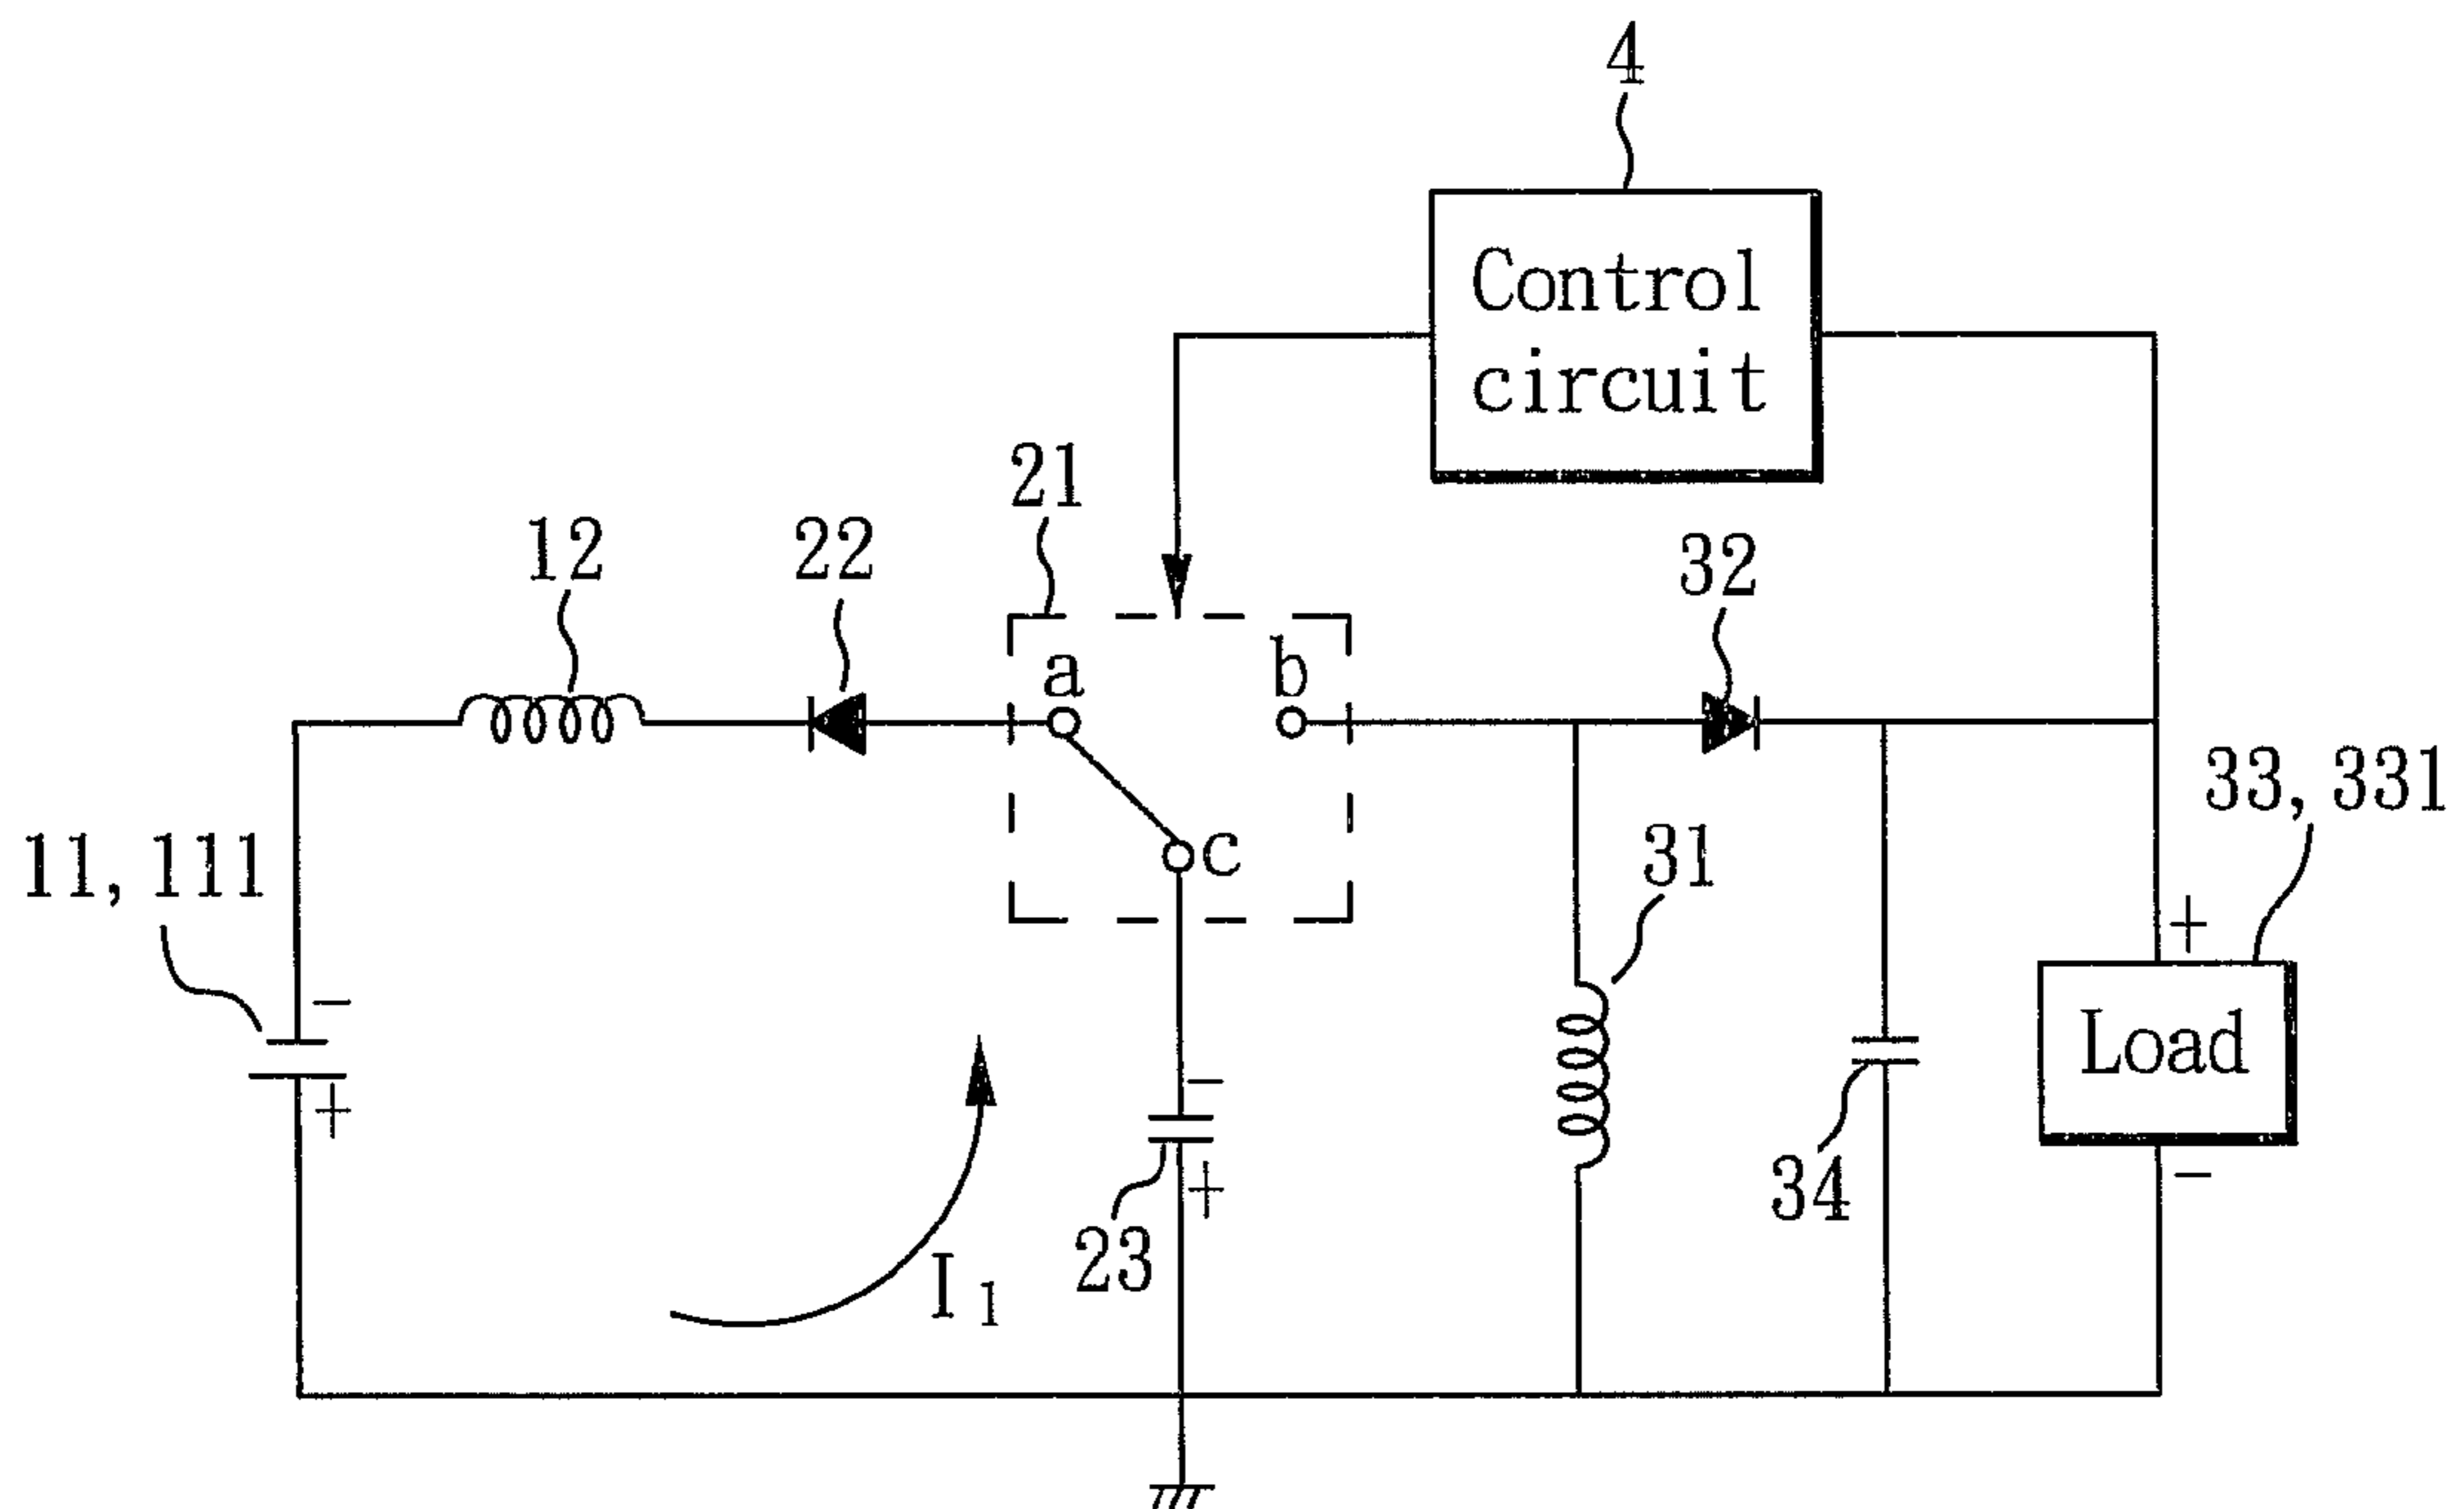 4
Control
circuit
21
12
22
32
a
b
33, 331
11, 111
31
c
+
−
−
Load
+
−
34
23
+
−
I1